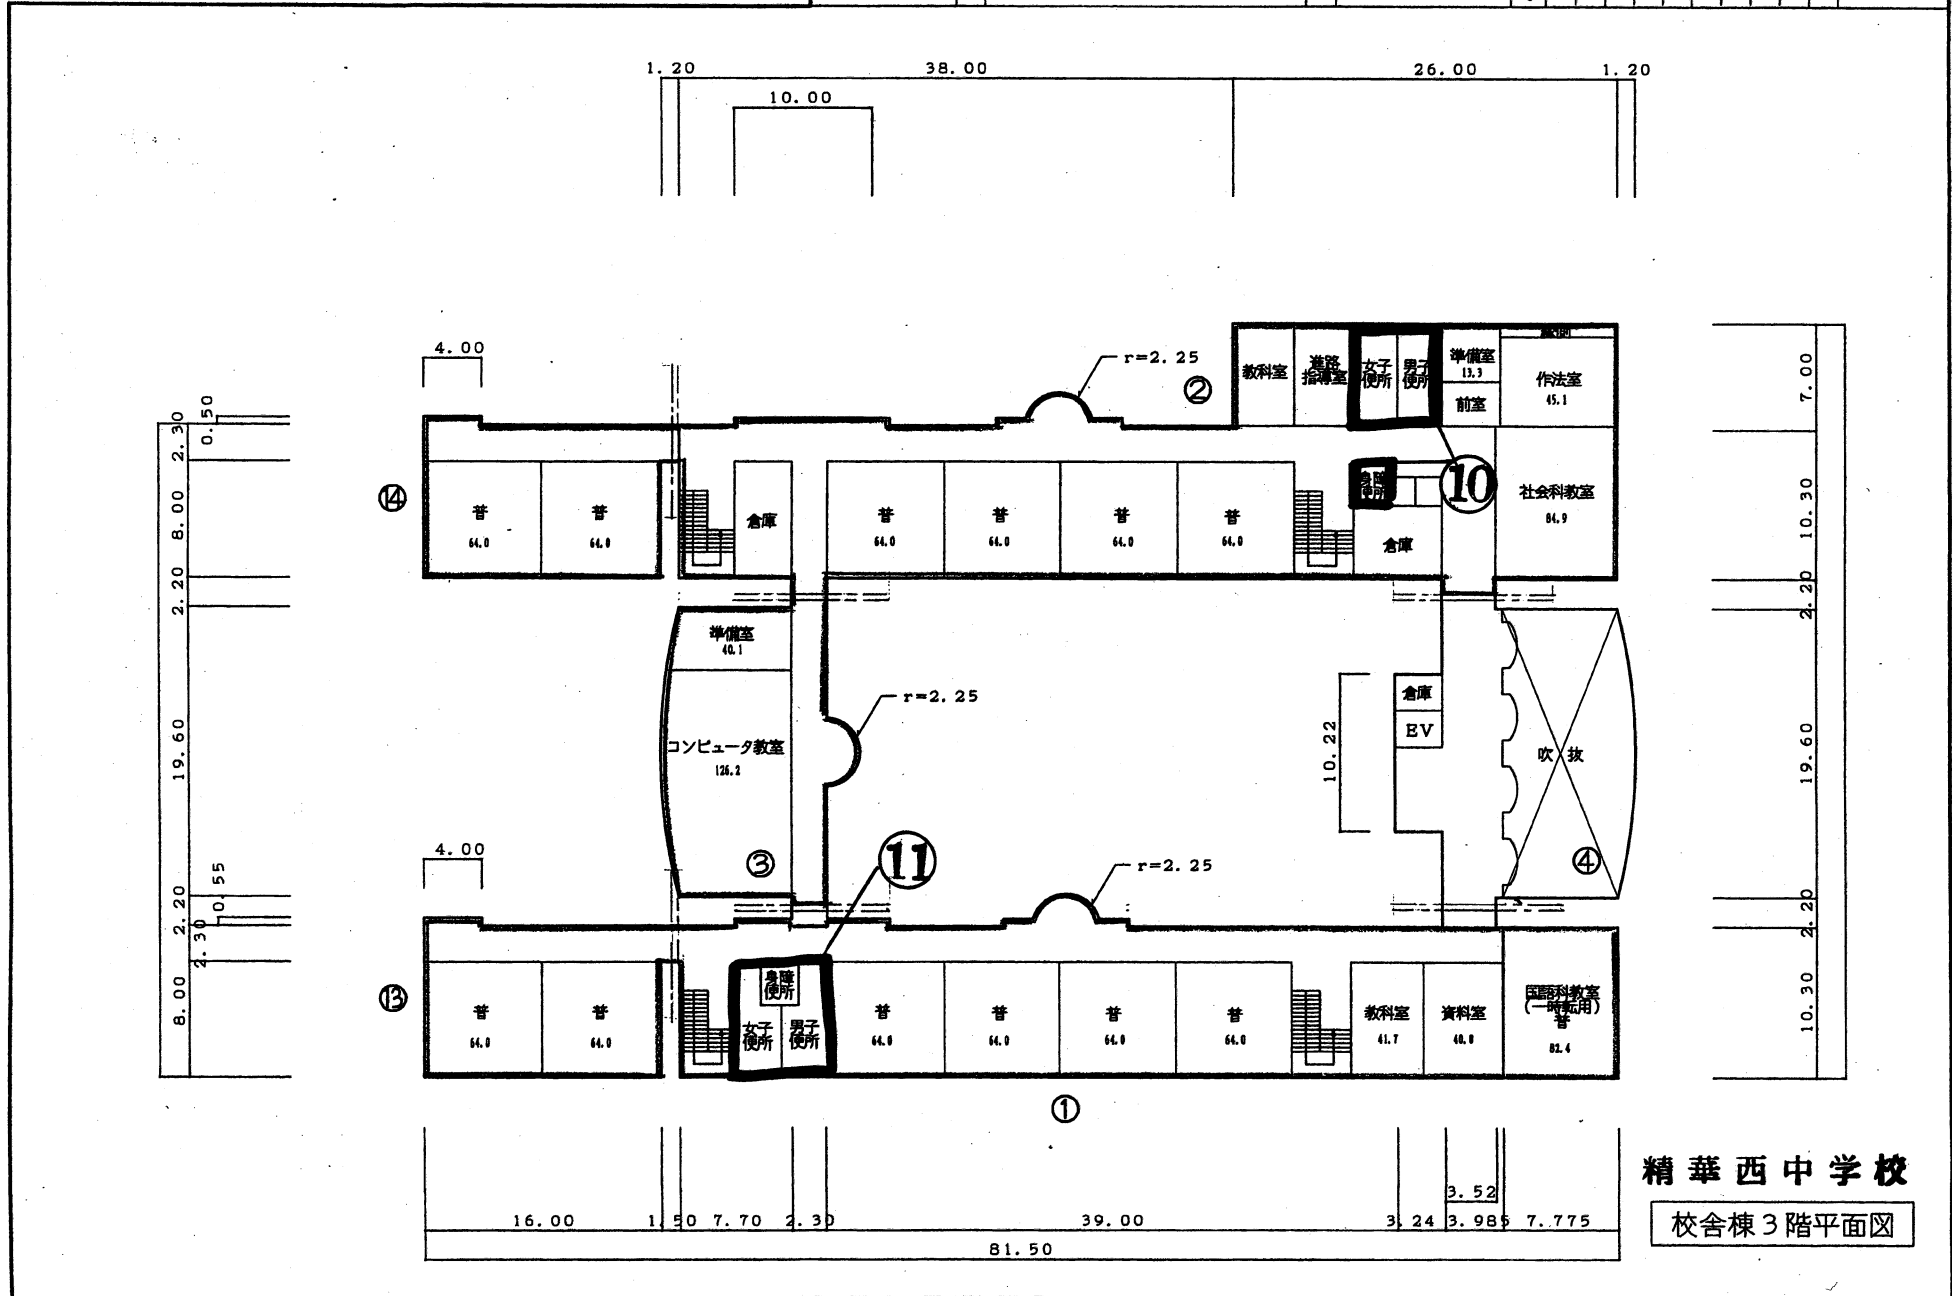 1.20
38.00
26.00
1.20
10.00
4.00
r=2.25
②
教科室
進路
指導室
女子
便所
男子
便所
準備室
13.3
前室
作法室
45.1
7.00
0.50
2.30
8.00
2.20
⑭
普
64.0
普
64.0
倉庫
普
64.0
普
64.0
普
64.0
普
64.0
身障
便所
10
倉庫
社会科教室
84.9
10.30
2.20
準備室
40.1
r=2.25
コンピュータ教室
126.2
倉庫
EV
10.22
吹抜
19.60
19.60
4.00
③
11
r=2.25
④
0.55
2.20
2.30
8.00
2.20
10.30
⑬
普
64.0
普
64.0
身障
便所
女子
便所
男子
便所
普
64.0
普
64.0
普
64.0
普
64.0
教科室
41.7
資料室
40.0
国語科教室
(一時転用)
普
82.4
①
3.52
16.00
1.50
7.70
2.30
39.00
3.24
3.985
7.775
81.50
精華西中学校
校舎棟3階平面図